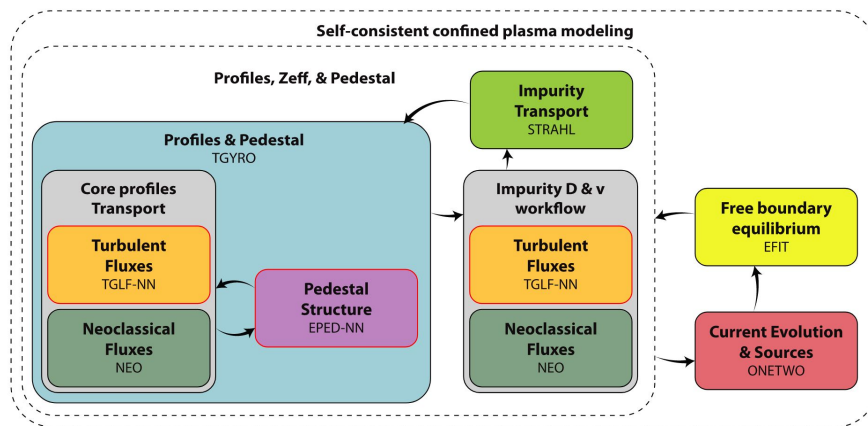 Self-consistent confined plasma modeling
Profiles, Zeff, & Pedestal
Impurity
Transport
STRAHL
Profiles & Pedestal
TGYRO
Core profiles
Transport
Turbulent
Fluxes
TGLF-NN
Neoclassical
Fluxes
NEO
Pedestal
Structure
EPED-NN
Impurity D & v
workflow
Turbulent
Fluxes
TGLF-NN
Neoclassical
Fluxes
NEO
Free boundary
equilibrium
EFIT
Current Evolution
& Sources
ONETWO